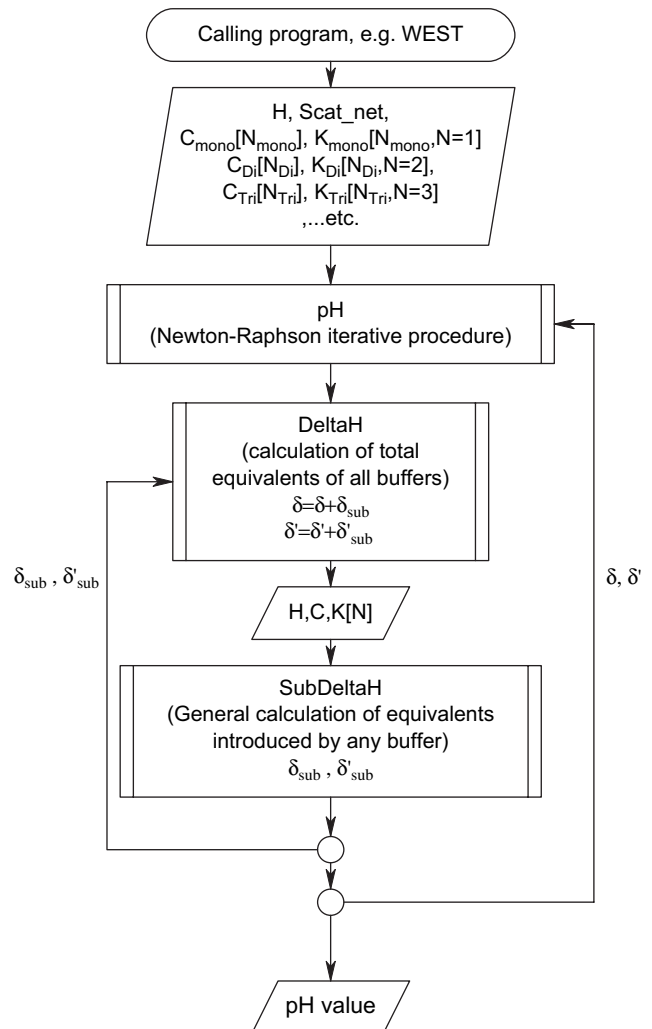 Calling program, e.g. WEST
H, Scat_net,
C_mono[N_mono], K_mono[N_mono,N=1]
C_Di[N_Di], K_Di[N_Di,N=2],
C_Tri[N_Tri], K_Tri[N_Tri,N=3]
,...etc.
pH
(Newton-Raphson iterative procedure)
DeltaH
(calculation of total
equivalents of all buffers)
δ=δ+δ_sub
δ'=δ'+δ'_sub
δ_sub , δ'_sub
δ, δ'
H,C,K[N]
SubDeltaH
(General calculation of equivalents
introduced by any buffer)
δ_sub , δ'_sub
pH value